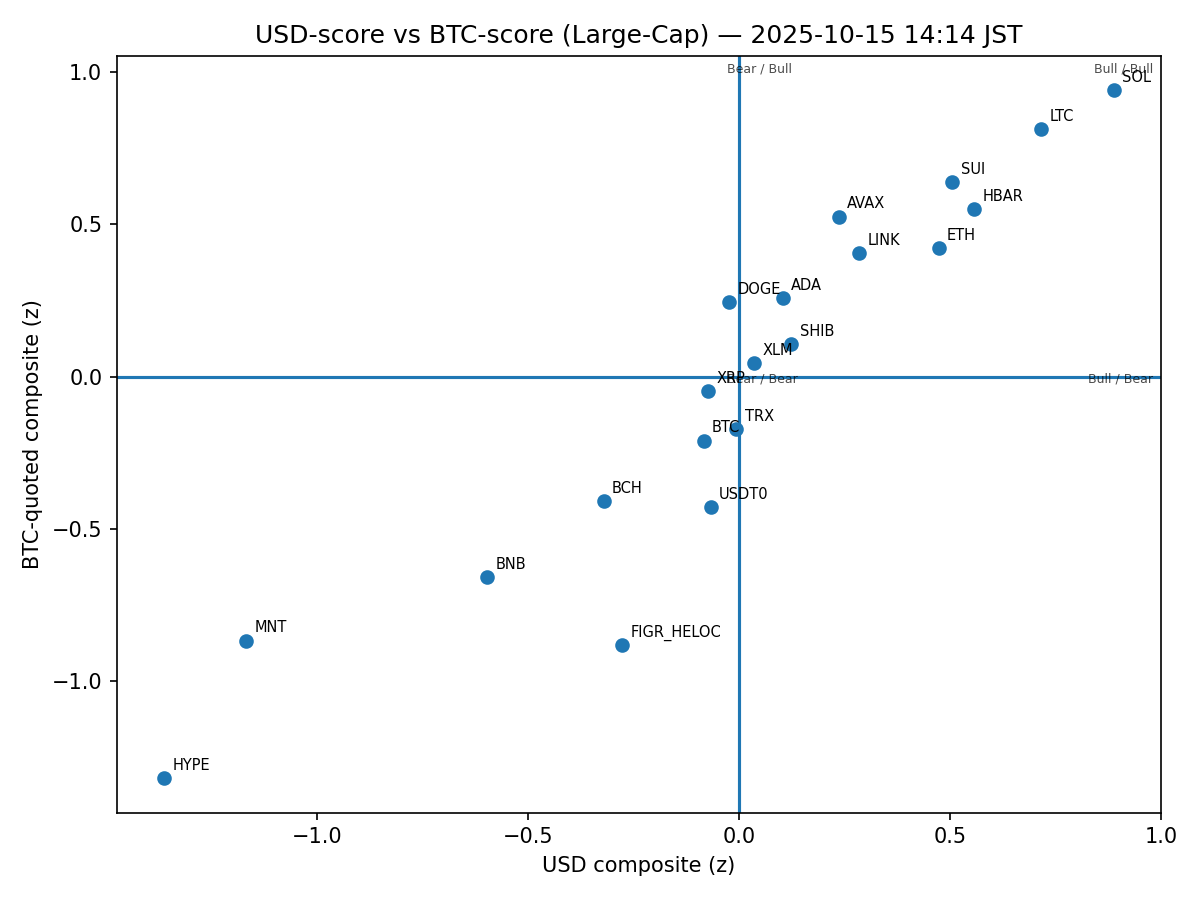 USD-score vs BTC-score (Large-Cap) — 2025-10-15 14:14 JST
1.0
Bear / Bull
Bull / Bull
SOL
LTC
SUI
HBAR
AVAX
0.5
LINK
ETH
DOGE
ADA
SHIB
XLM
0.0
XRP
Bear / Bear
Bull / Bear
TRX
BTC
BCH
USDT0
−0.5
BNB
MNT
FIGR_HELOC
−1.0
HYPE
BTC-quoted composite (z)
−1.0
−0.5
0.0
0.5
1.0
USD composite (z)